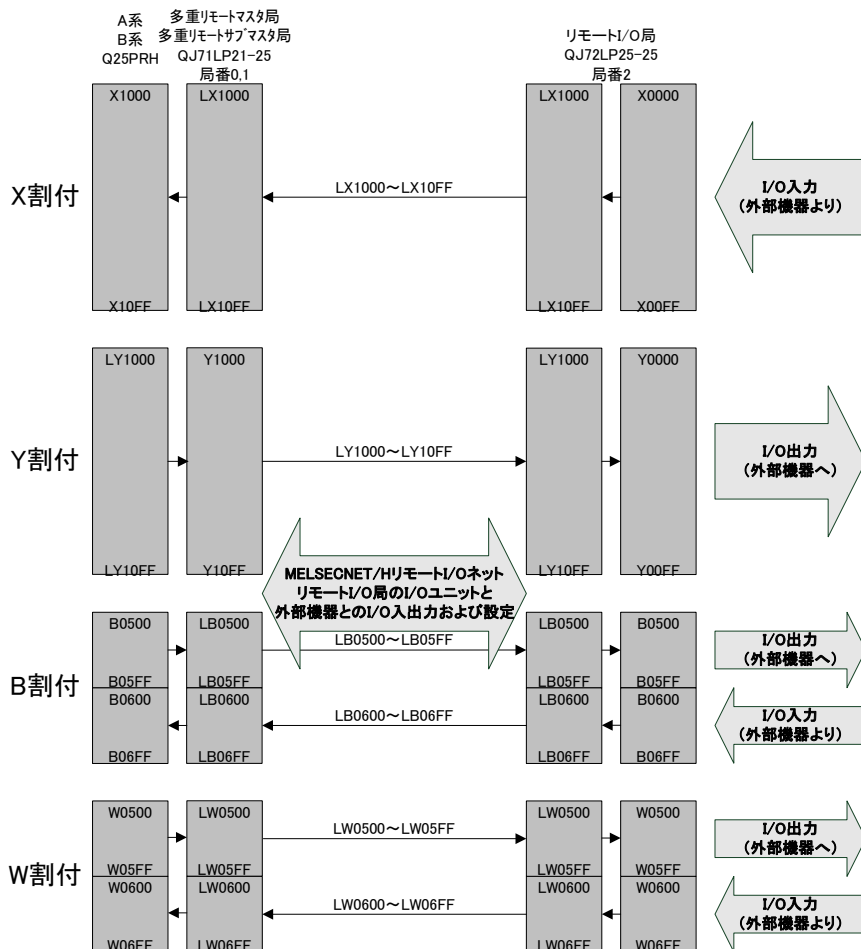 A系
B系
Q25PRH
多重リモートマスタ局
多重リモートサブマスタ局
QJ71LP21-25
局番0,1
リモートI/O局
QJ72LP25-25
局番2
X割付
X1000
LX1000
LX1000
X0000
LX1000～LX10FF
I/O入力
(外部機器より)
X10FF
LX10FF
LX10FF
X00FF
Y割付
LY1000
Y1000
LY1000
Y0000
LY1000～LY10FF
I/O出力
(外部機器へ)
LY10FF
Y10FF
LY10FF
Y00FF
MELSECNET/HリモートI/Oネット
リモートI/O局のI/Oユニットと
外部機器とのI/O入出力および設定
B割付
B0500
LB0500
LB0500
B0500
LB0500～LB05FF
I/O出力
(外部機器へ)
B05FF
LB05FF
LB05FF
B05FF
B0600
LB0600
LB0600
B0600
LB0600～LB06FF
I/O入力
(外部機器より)
B06FF
LB06FF
LB06FF
B06FF
W割付
W0500
LW0500
LW0500
W0500
LW0500～LW05FF
I/O出力
(外部機器へ)
W05FF
LW05FF
LW05FF
W05FF
W0600
LW0600
LW0600
W0600
LW0600～LW06FF
I/O入力
(外部機器より)
W06FF
LW06FF
LW06FF
W06FF